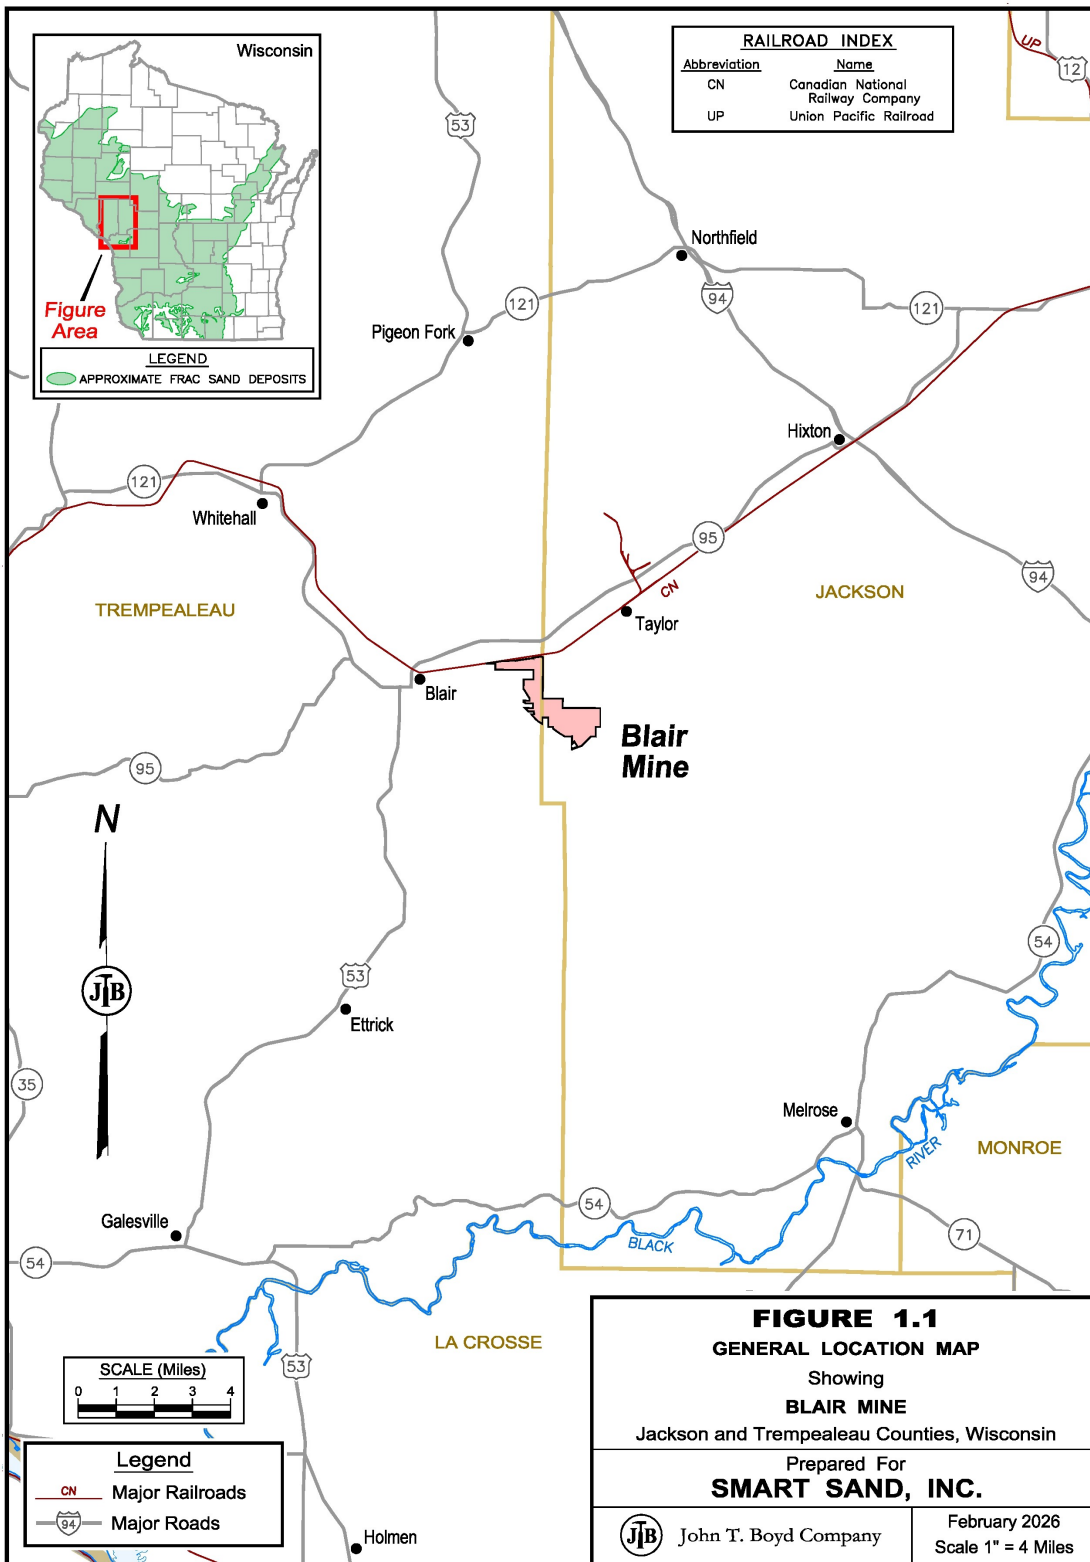 Wisconsin
Figure
Area
LEGEND
APPROXIMATE FRAC SAND DEPOSITS
RAILROAD INDEX
Abbreviation Name
CN Canadian National
Railway Company
UP Union Pacific Railroad
UP
12
53
Northfield
94
121
121
Pigeon Fork
Hixton
121
Whitehall
95
CN
94
TREMPEALEAU
JACKSON
Taylor
Blair
Blair
Mine
95
N
JTB
54
53
Ettrick
35
Melrose
RIVER
MONROE
54
Galesville
71
BLACK
54
LA CROSSE
53
SCALE (Miles)
0 1 2 3 4
Legend
CN Major Railroads
94 Major Roads
Holmen
FIGURE 1.1
GENERAL LOCATION MAP
Showing
BLAIR MINE
Jackson and Trempealeau Counties, Wisconsin
Prepared For
SMART SAND, INC.
JTB John T. Boyd Company
February 2026
Scale 1" = 4 Miles